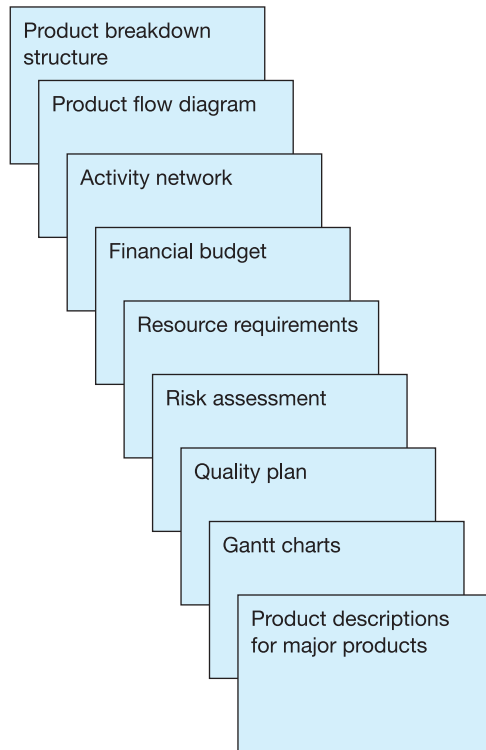 Product breakdown
structure
Product flow diagram
Activity network
Financial budget
Resource requirements
Risk assessment
Quality plan
Gantt charts
Product descriptions
for major products